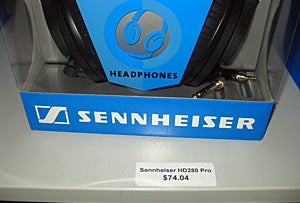 HEADPHONES
SENNHEISER
Sennheiser HD280 Pro
$74.04